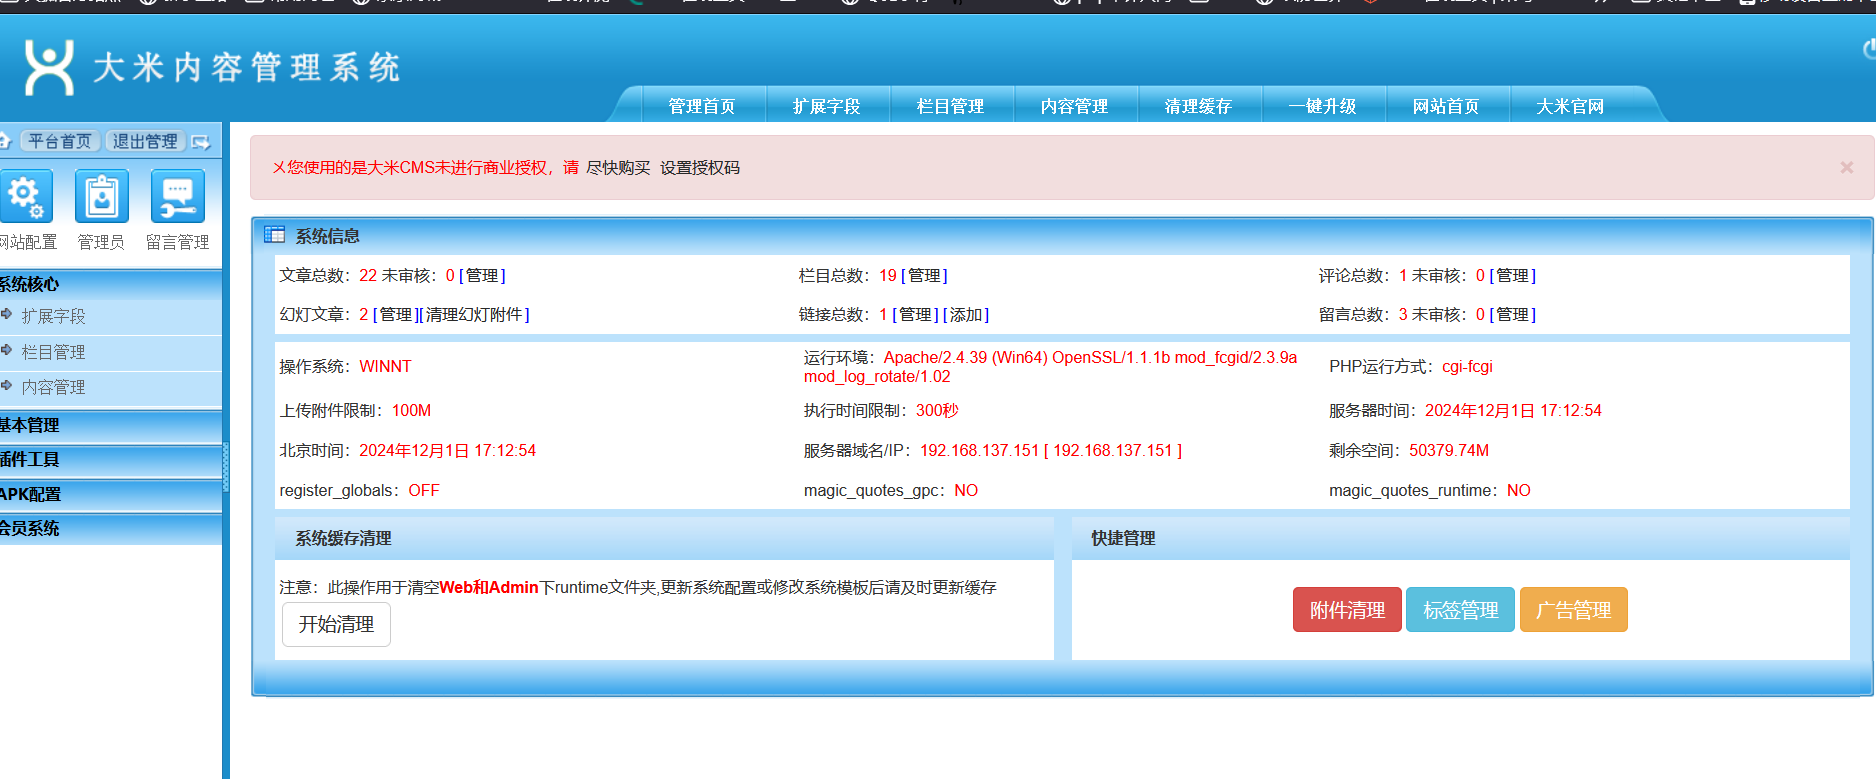 大米内容管理系统
管理首页 扩展字段 栏目管理 内容管理 清理缓存 一键升级 网站首页 大米官网
平台首页 退出管理
网站配置 管理员 留言管理
系统核心
扩展字段
栏目管理
内容管理
基本管理
插件工具
APK配置
会员系统
您使用的是大米CMS未进行商业授权，请 尽快购买 设置授权码
×
系统信息
文章总数：22 未审核：0 [管理] 栏目总数：19 [管理] 评论总数：1 未审核：0 [管理]
幻灯文章：2 [管理][清理幻灯附件] 链接总数：1 [管理] [添加] 留言总数：3 未审核：0 [管理]
操作系统：WINNT 运行环境：Apache/2.4.39 (Win64) OpenSSL/1.1.1b mod_fcgid/2.3.9a PHP运行方式：cgi-fcgi
mod_log_rotate/1.02
上传附件限制：100M 执行时间限制：300秒 服务器时间：2024年12月1日 17:12:54
北京时间：2024年12月1日 17:12:54 服务器域名/IP：192.168.137.151 [ 192.168.137.151 ] 剩余空间：50379.74M
register_globals：OFF magic_quotes_gpc：NO magic_quotes_runtime：NO
系统缓存清理 快捷管理
注意：此操作用于清空Web和Admin下runtime文件夹,更新系统配置或修改系统模板后请及时更新缓存
开始清理
附件清理 标签管理 广告管理